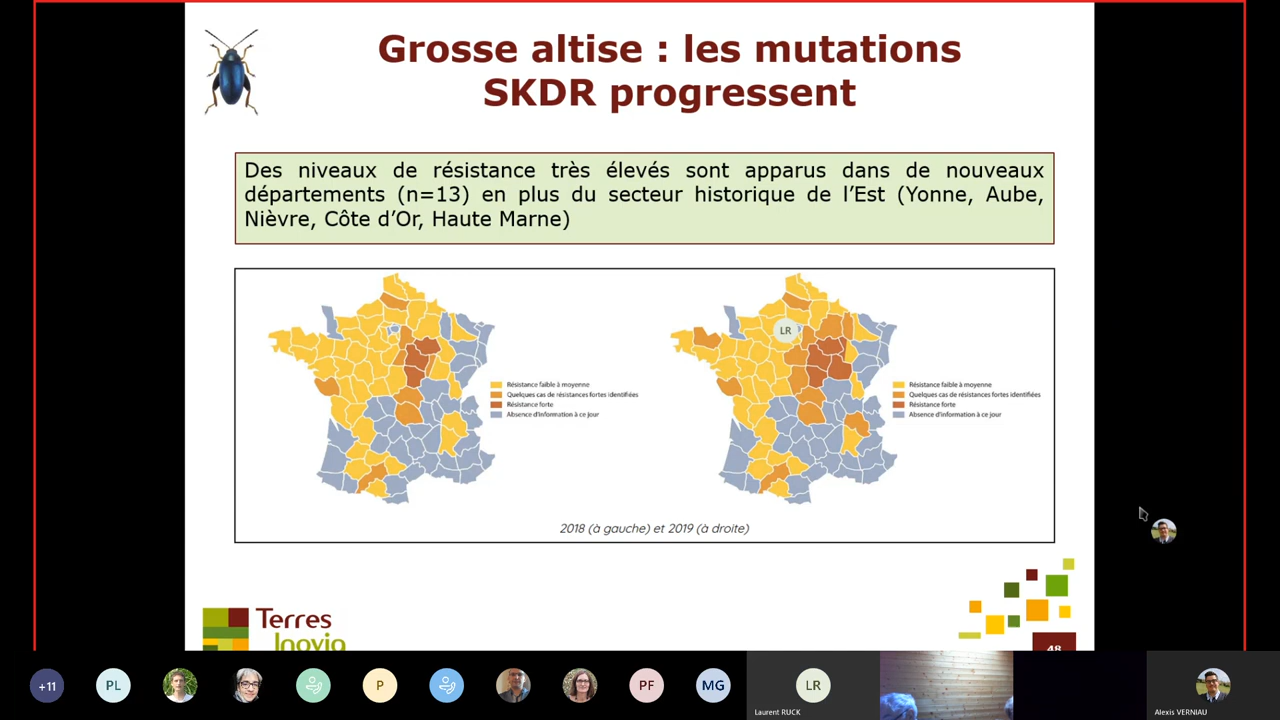 Grosse altise : les mutations
SKDR progressent
Des niveaux de résistance très élevés sont apparus dans de nouveaux
départements (n=13) en plus du secteur historique de l'Est (Yonne, Aube,
Nièvre, Côte d'Or, Haute Marne)
LR
Résistance faible à moyenne
Quelques cas de résistances fortes identifiées
Résistance forte
Absence d'information à ce jour
Résistance faible à moyenne
Quelques cas de résistances fortes identifiées
Résistance forte
Absence d'information à ce jour
2018 (à gauche) et 2019 (à droite)
Terres
Inovia
48
+11
PL
P
PF
MG
LR
Laurent RUCK
Alexis VERNIAU